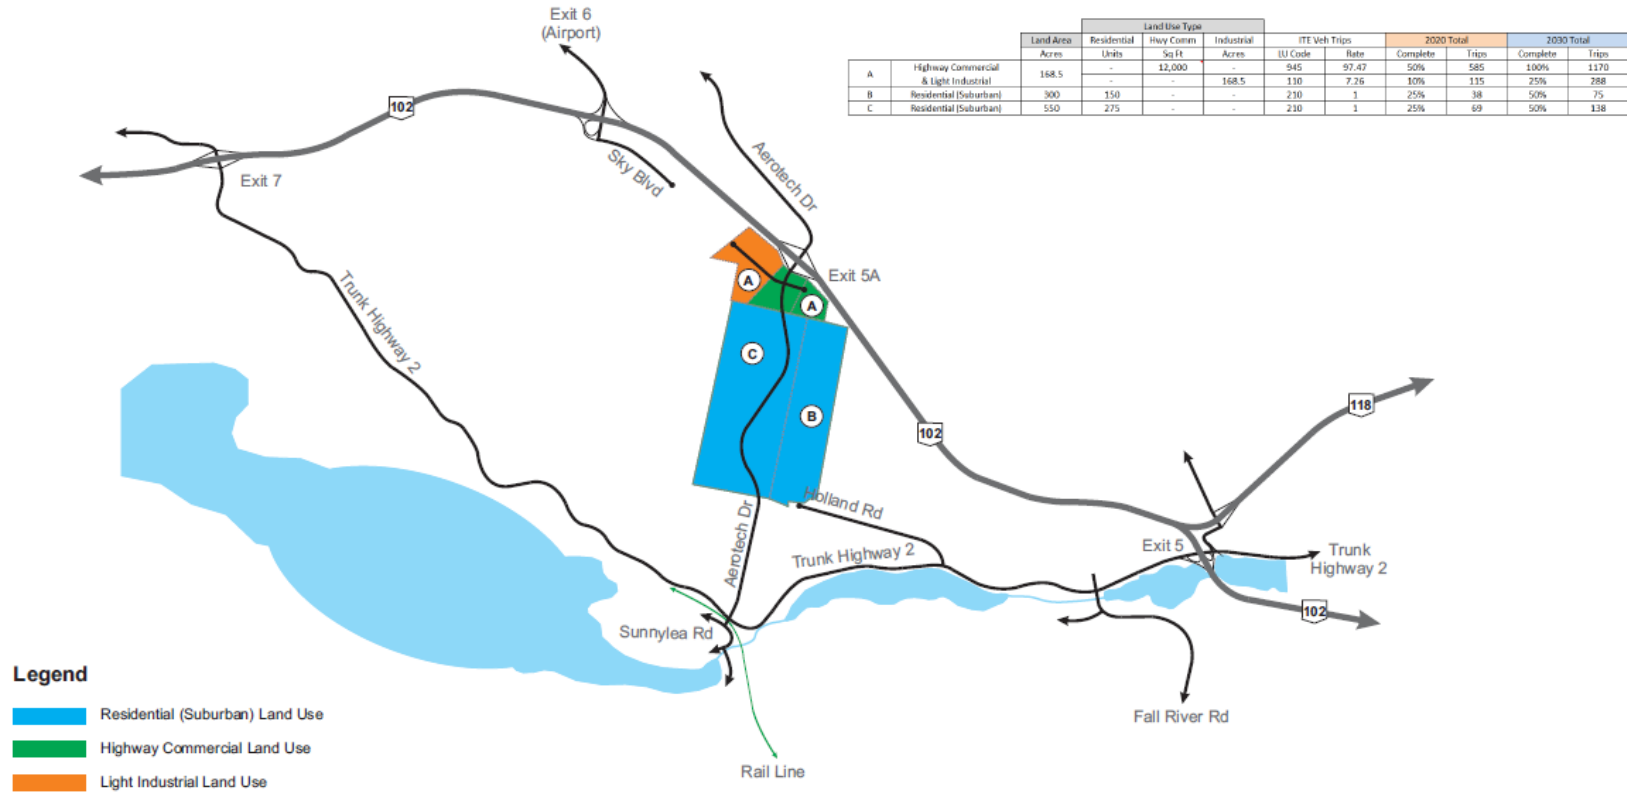 Exit 6
(Airport)
Land Use Type
Land Area Residential Hwy Comm Industrial ITE Veh Trips 2020 Total 2030 Total
Acres Units Sq Ft Acres LU Code Rate Complete Trips Complete Trips
A Highway Commercial 168.5 - 12,000 - 945 97.47 50% 585 100% 1170
& Light Industrial - - 168.5 110 7.26 10% 115 25% 288
B Residential (Suburban) 300 150 - - 210 1 25% 38 50% 75
C Residential (Suburban) 550 275 - - 210 1 25% 69 50% 138
102
Exit 7
Sky Blvd
Aerotech Dr
Exit 5A
A
A
Trunk Highway 2
C
B
102
118
Holland Rd
Aerotech Dr
Trunk Highway 2
Exit 5
Trunk
Highway 2
102
Sunnylea Rd
Fall River Rd
Rail Line
Legend
Residential (Suburban) Land Use
Highway Commercial Land Use
Light Industrial Land Use